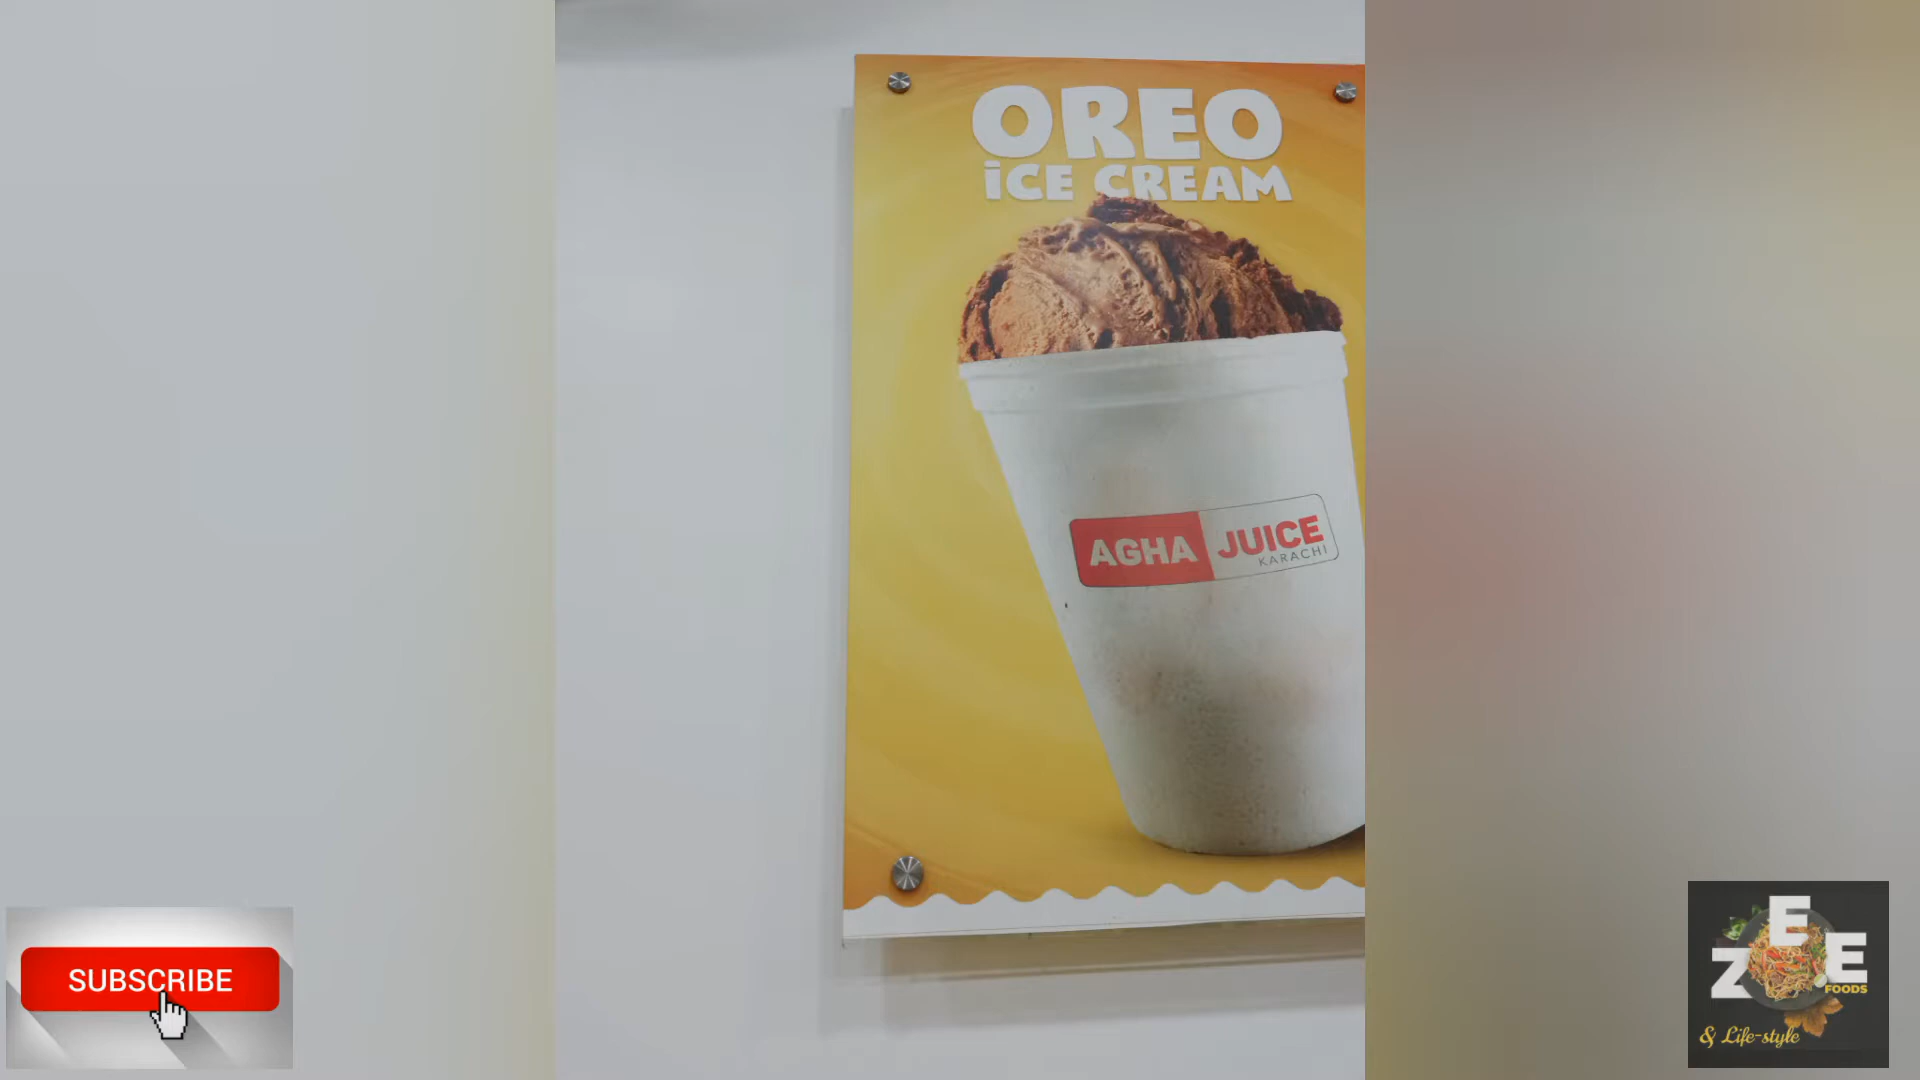 OREO
iCE CREAM
AGHA JUICE
KARACHI
SUBSCRIBE
ZEE
FOODS
& Life-style